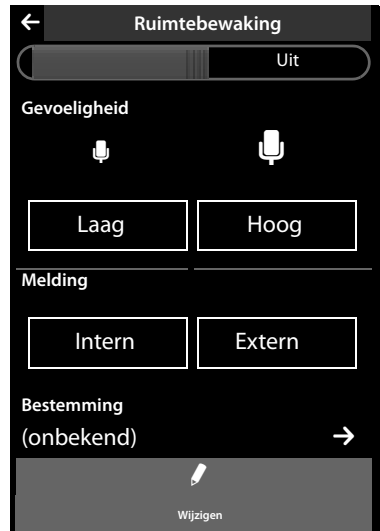 Ruimtebewaking
Uit
Gevoeligheid
Laag Hoog
Melding
Intern Extern
Bestemming
(onbekend)
Wijzigen